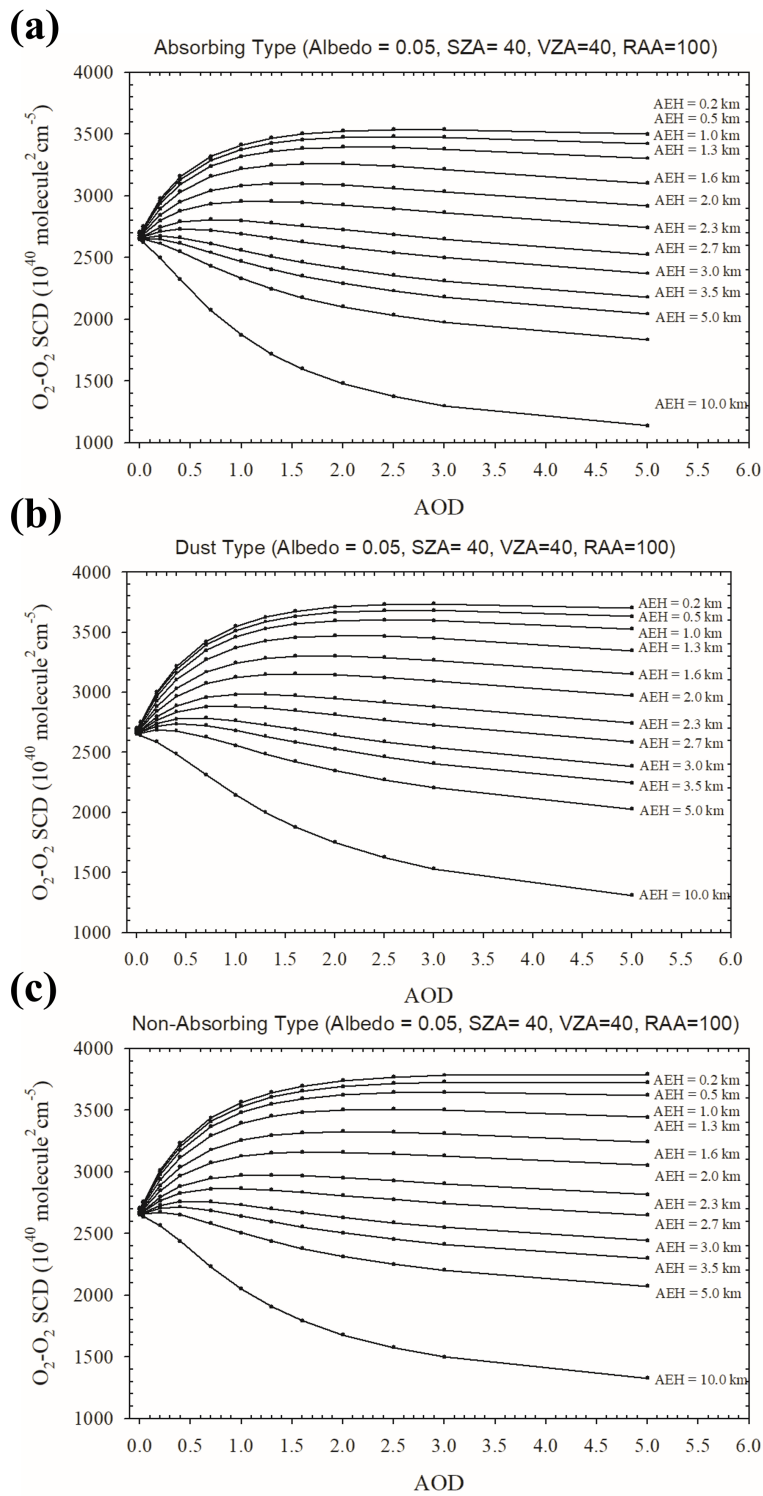 (a)
Absorbing Type (Albedo = 0.05, SZA= 40, VZA=40, RAA=100)
4000
3500
3000
2500
2000
1500
1000
O2-O2 SCD (10^40 molecule^2cm^-5)
AEH = 0.2 km
AEH = 0.5 km
AEH = 1.0 km
AEH = 1.3 km
AEH = 1.6 km
AEH = 2.0 km
AEH = 2.3 km
AEH = 2.7 km
AEH = 3.0 km
AEH = 3.5 km
AEH = 5.0 km
AEH = 10.0 km
0.0 0.5 1.0 1.5 2.0 2.5 3.0 3.5 4.0 4.5 5.0 5.5 6.0
AOD
(b)
Dust Type (Albedo = 0.05, SZA= 40, VZA=40, RAA=100)
4000
3500
3000
2500
2000
1500
1000
O2-O2 SCD (10^40 molecule^2cm^-5)
AEH = 0.2 km
AEH = 0.5 km
AEH = 1.0 km
AEH = 1.3 km
AEH = 1.6 km
AEH = 2.0 km
AEH = 2.3 km
AEH = 2.7 km
AEH = 3.0 km
AEH = 3.5 km
AEH = 5.0 km
AEH = 10.0 km
0.0 0.5 1.0 1.5 2.0 2.5 3.0 3.5 4.0 4.5 5.0 5.5 6.0
AOD
(c)
Non-Absorbing Type (Albedo = 0.05, SZA= 40, VZA=40, RAA=100)
4000
3500
3000
2500
2000
1500
1000
O2-O2 SCD (10^40 molecule^2cm^-5)
AEH = 0.2 km
AEH = 0.5 km
AEH = 1.0 km
AEH = 1.3 km
AEH = 1.6 km
AEH = 2.0 km
AEH = 2.3 km
AEH = 2.7 km
AEH = 3.0 km
AEH = 3.5 km
AEH = 5.0 km
AEH = 10.0 km
0.0 0.5 1.0 1.5 2.0 2.5 3.0 3.5 4.0 4.5 5.0 5.5 6.0
AOD